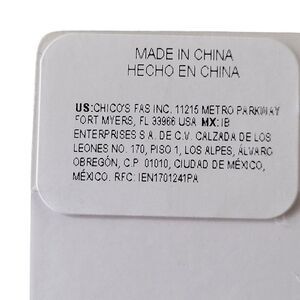 MADE IN CHINA
HECHO EN CHINA
US:CHICO'S FAS INC. 11215 METRO PARKWAY
FORT MYERS, FL 33966 MX:IB
ENTERPRISES S.A. DE C.V. CALZADA DE LOS
LEONES NO. 170, PISO 1, LOS ALPES, ÁLVARO
OBREGÓN, C.P. 01010, CIUDAD DE MÉXICO,
MÉXICO. RFC: IEN1701241PA